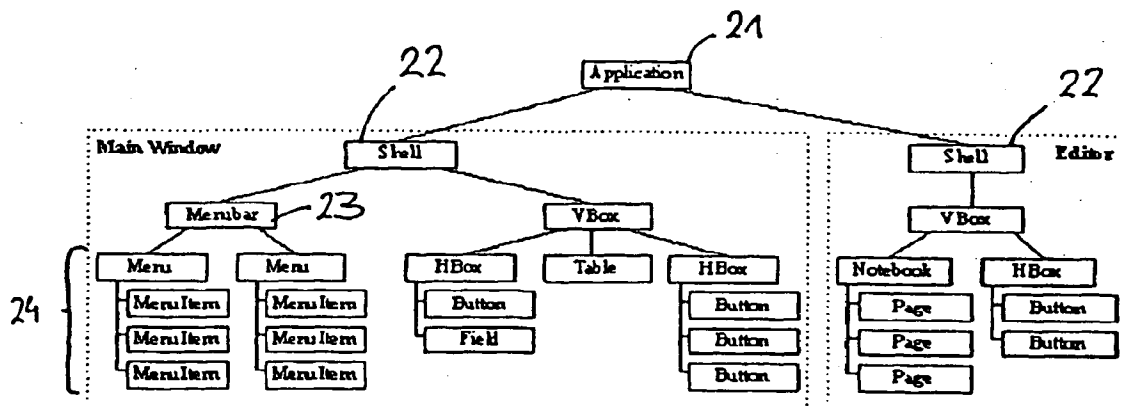 21
Application
22
22
Main Window
Shell
Shell
Editor
Menubar
23
VBox
VBox
Menu
Menu
HBox
Table
HBox
Notebook
HBox
24
MenuItem
MenuItem
Button
Button
Page
Button
MenuItem
MenuItem
Field
Button
Page
Button
MenuItem
MenuItem
Button
Page